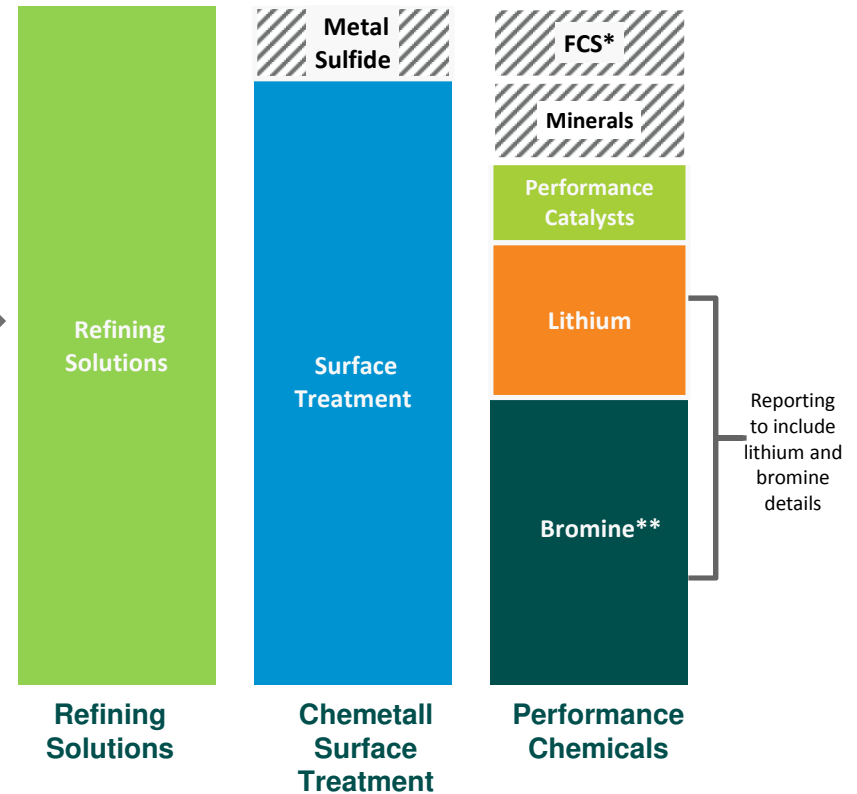 Metal
Sulfide
FCS*
Minerals
Performance
Catalysts
Refining
Solutions
Surface
Treatment
Lithium
Bromine**
Reporting
to include
lithium and
bromine
details
Refining
Solutions
Chemetall
Surface
Treatment
Performance
Chemicals